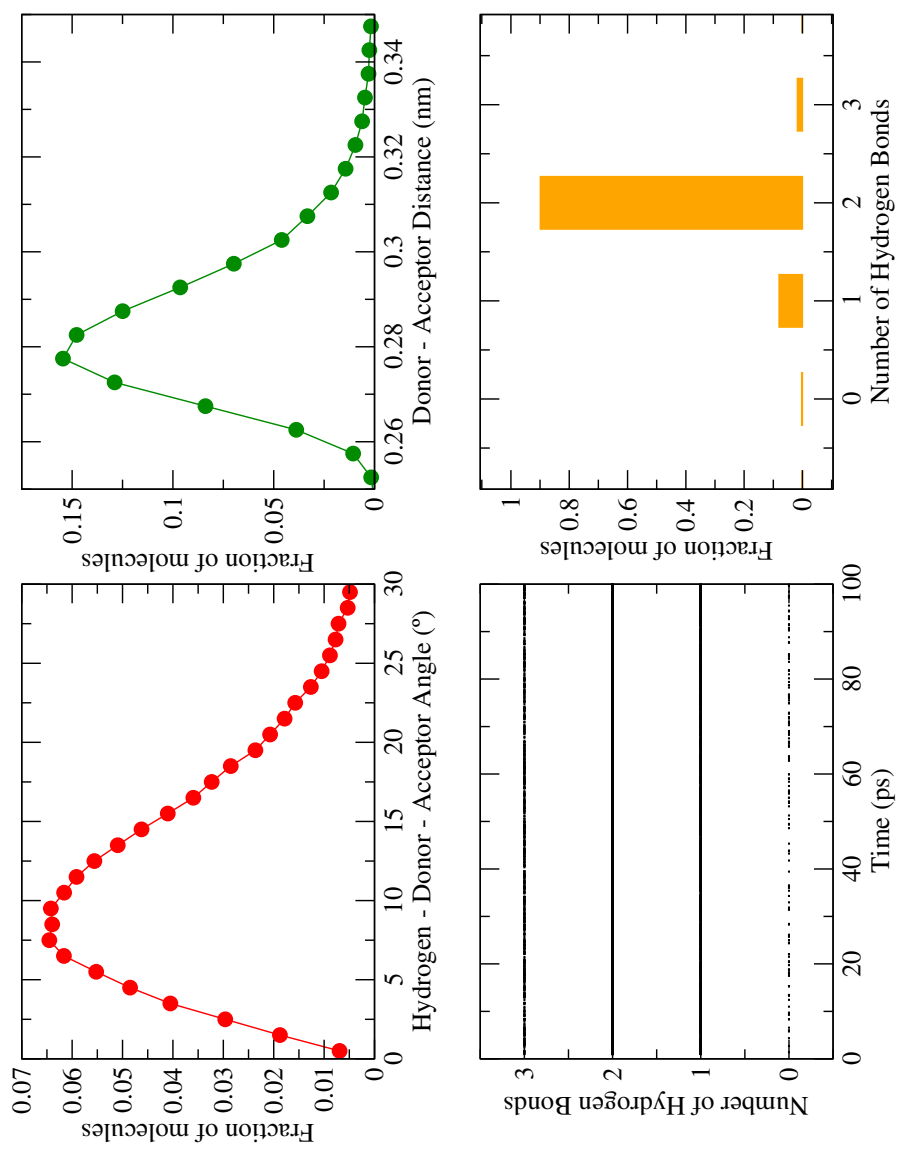 0.07
0.06
0.05
0.04
0.03
0.02
0.01
0
Fraction of molecules
0 5 10 15 20 25 30
Hydrogen - Donor - Acceptor Angle (º)
0.15
0.1
0.05
0
Fraction of molecules
0.26 0.28 0.3 0.32 0.34
Donor - Acceptor Distance (nm)
3
2
1
0
Number of Hydrogen Bonds
0 20 40 60 80 100
Time (ps)
1
0.8
0.6
0.4
0.2
0
Fraction of molecules
0 1 2 3
Number of Hydrogen Bonds